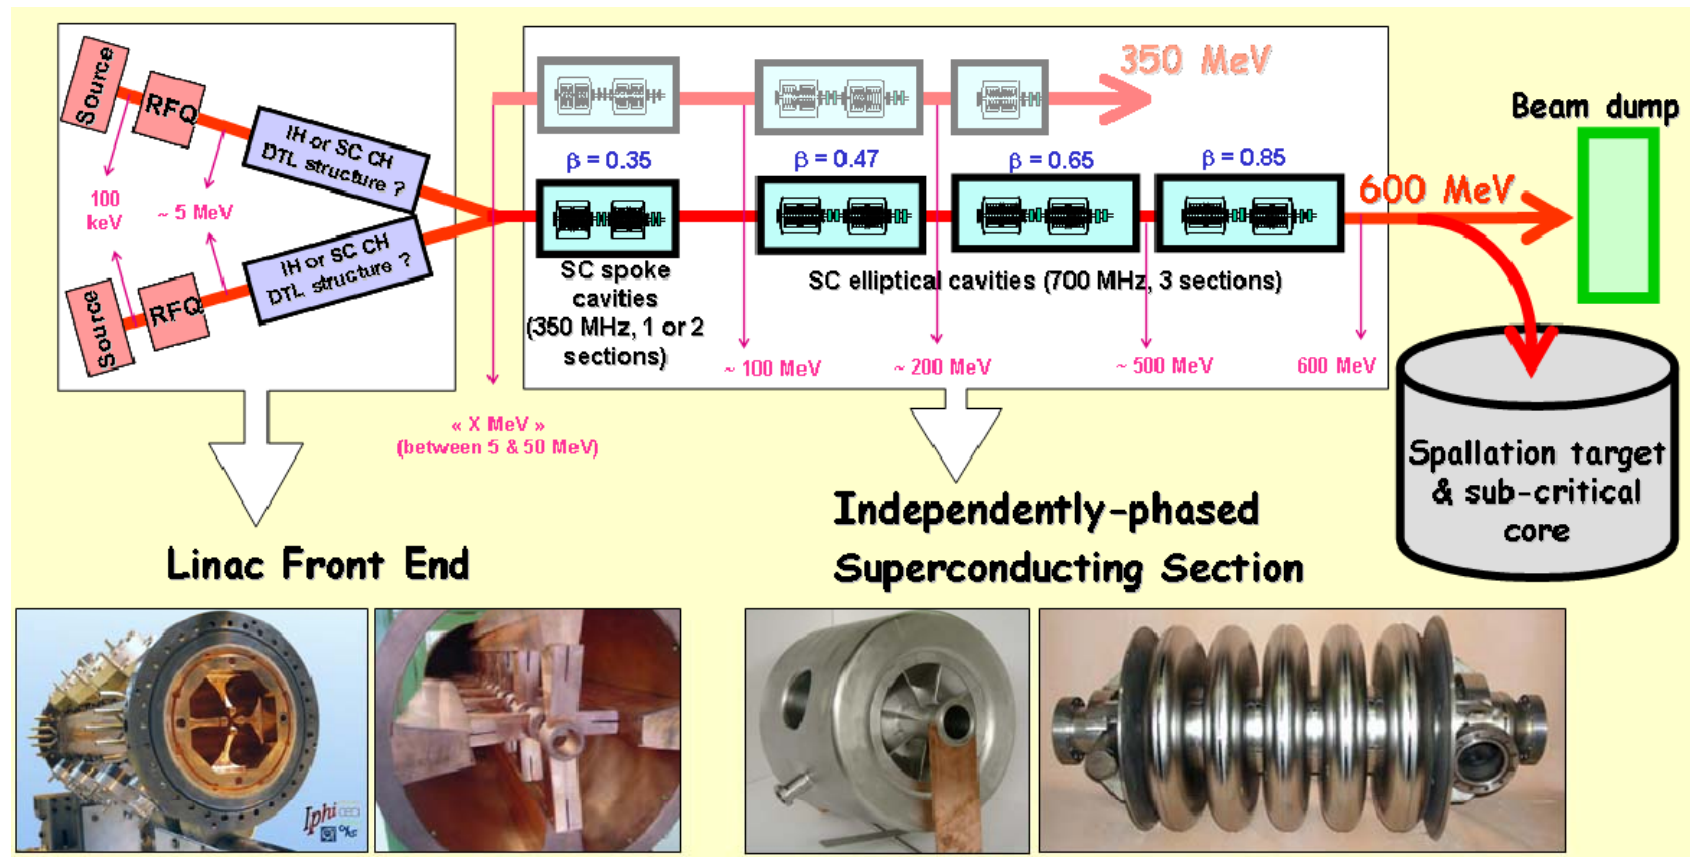 Source
RFQ
IH or SC CH
DTL structure ?
100
keV
~ 5 MeV
IH or SC CH
DTL structure ?
RFQ
Source
350 MeV
β = 0.35
β = 0.47
β = 0.65
β = 0.85
600 MeV
Beam dump
SC spoke
cavities
(350 MHz, 1 or 2
sections)
SC elliptical cavities (700 MHz, 3 sections)
~ 100 MeV
~ 200 MeV
~ 500 MeV
600 MeV
« X MeV »
(between 5 & 50 MeV)
Spallation target
& sub-critical
core
Linac Front End
Independently-phased
Superconducting Section
Iphi